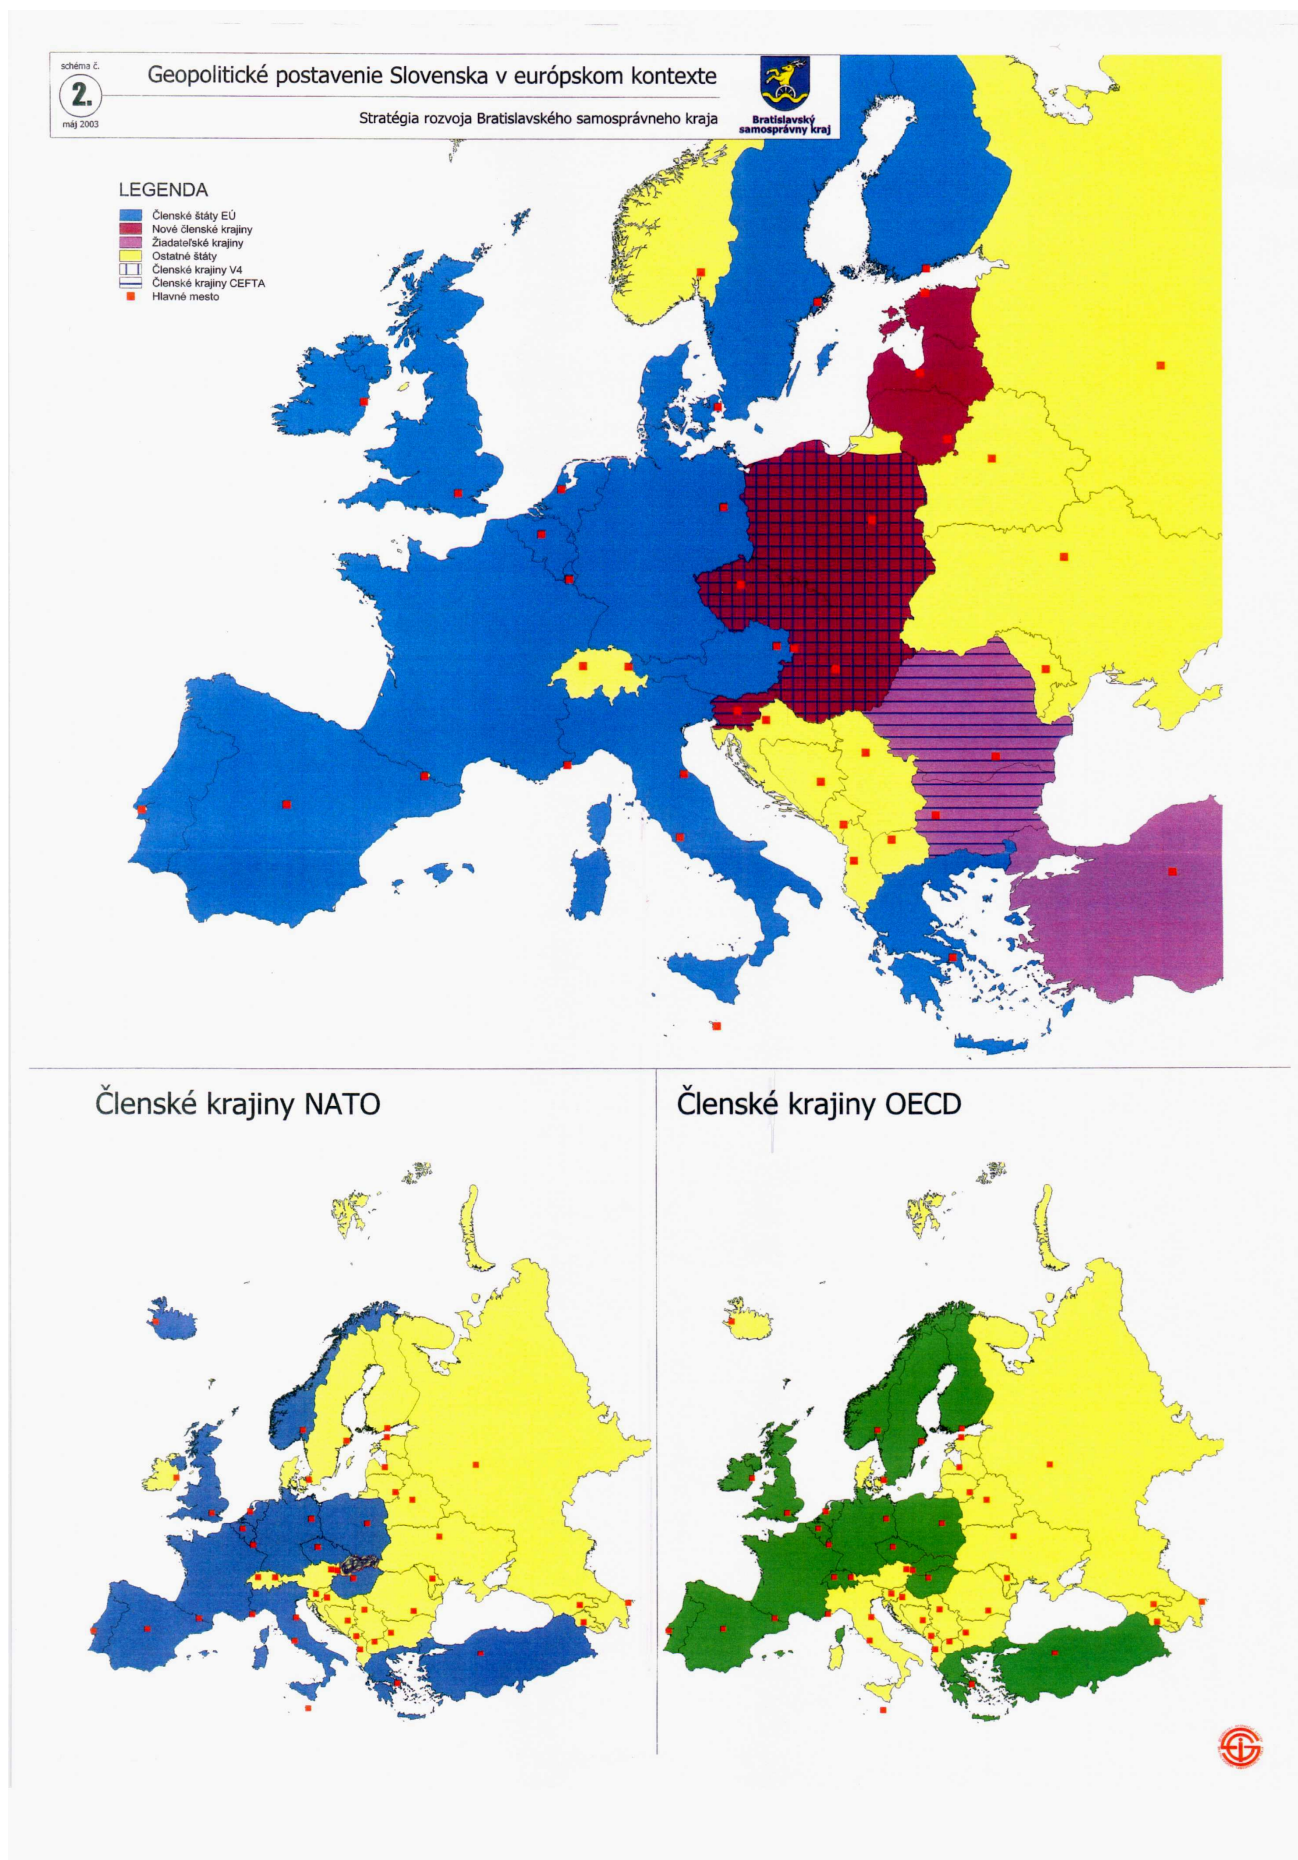 schéma č.
2.
máj 2003
Geopolitické postavenie Slovenska v európskom kontexte
Stratégia rozvoja Bratislavského samosprávneho kraja
Bratislavský
samosprávny kraj
LEGENDA
Členské štáty EÚ
Nové členské krajiny
Žiadateľské krajiny
Ostatné štáty
Členské krajiny V4
Členské krajiny CEFTA
Hlavné mesto
Členské krajiny NATO
Členské krajiny OECD